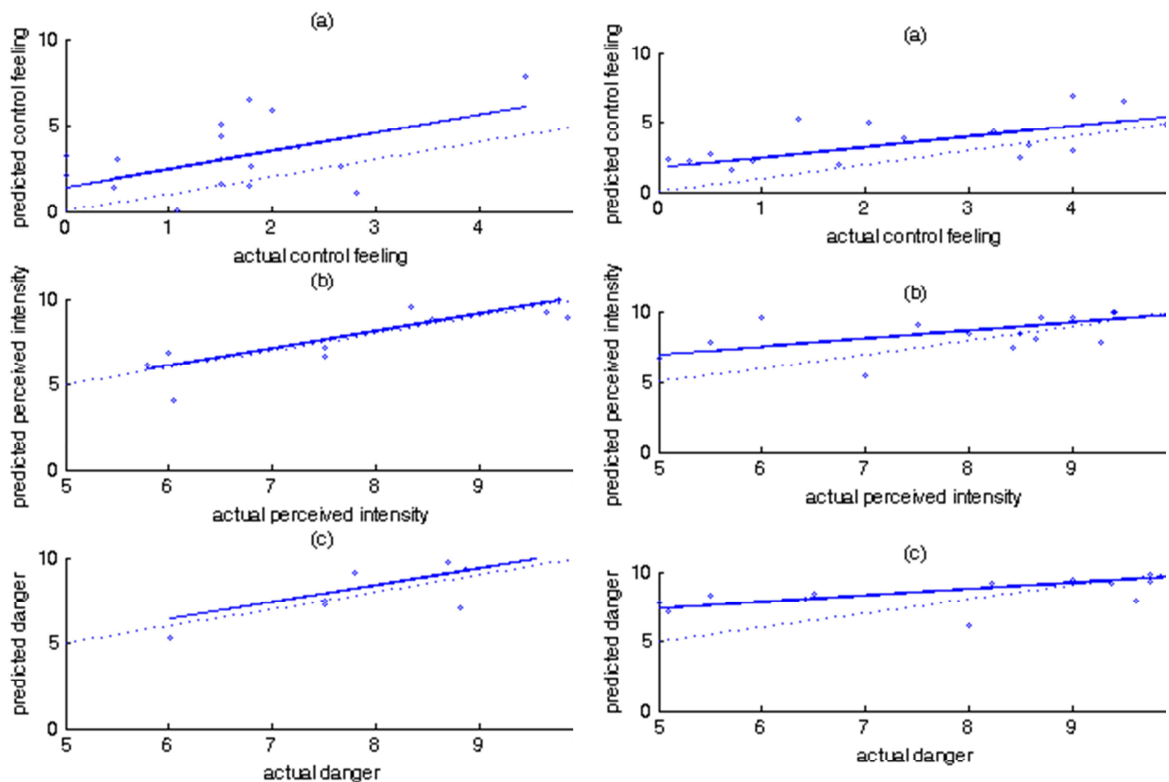 (a)
predicted control feeling
10
5
0
0 1 2 3 4
actual control feeling
(b)
predicted perceived intensity
10
5
0
5 6 7 8 9
actual perceived intensity
(c)
predicted danger
10
5
0
5 6 7 8 9
actual danger
(a)
predicted control feeling
10
5
0
0 1 2 3 4
actual control feeling
(b)
predicted perceived intensity
10
5
0
5 6 7 8 9
actual perceived intensity
(c)
predicted danger
10
5
0
5 6 7 8 9
actual danger